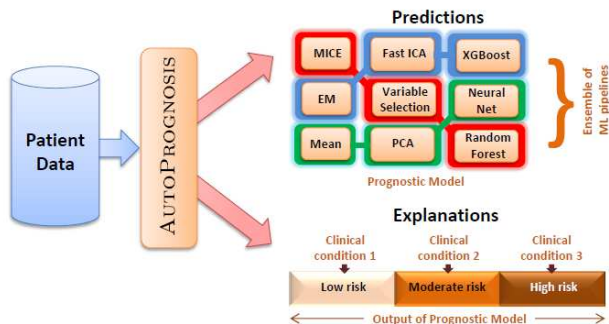 Predictions
MICE
Fast ICA
XGBoost
EM
Variable
Selection
Neural
Net
Mean
PCA
Random
Forest
Prognostic Model
Ensemble of
ML pipelines
Patient
Data
AUTOPROGNOSIS
Explanations
Clinical
condition 1
Clinical
condition 2
Clinical
condition 3
Low risk
Moderate risk
High risk
Output of Prognostic Model